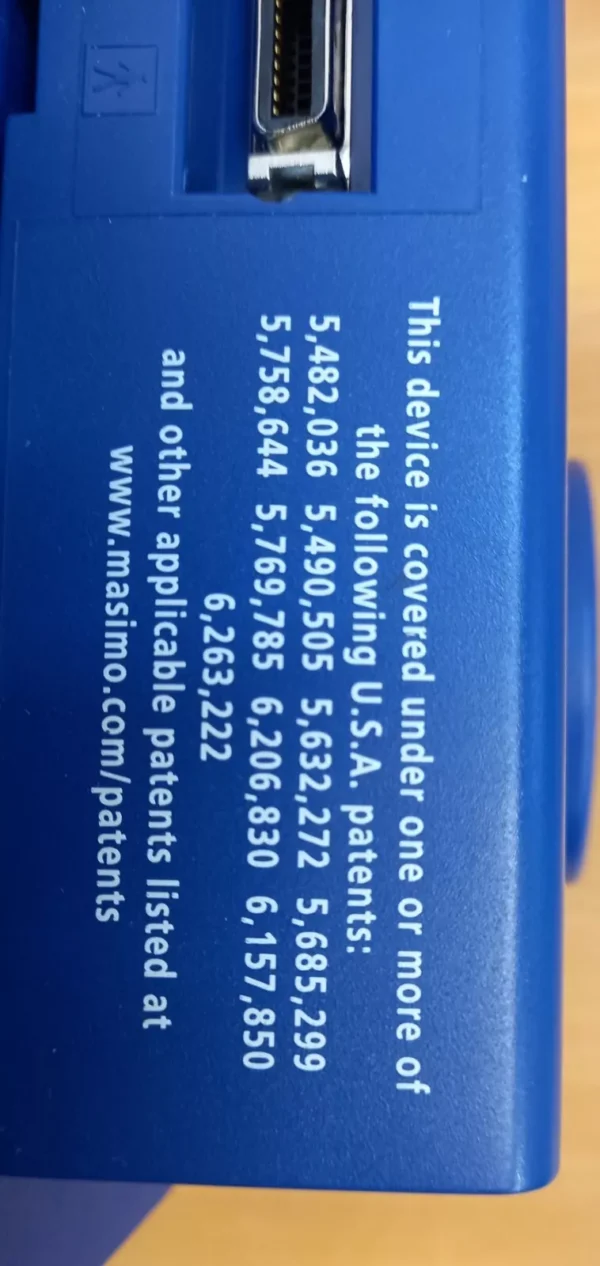 This device is covered under one or more of
the following U.S.A. patents:
5,482,036 5,490,505 5,632,272 5,685,299
5,758,644 5,769,785 6,206,830 6,157,850
6,263,222
and other applicable patents listed at
www.masimo.com/patents